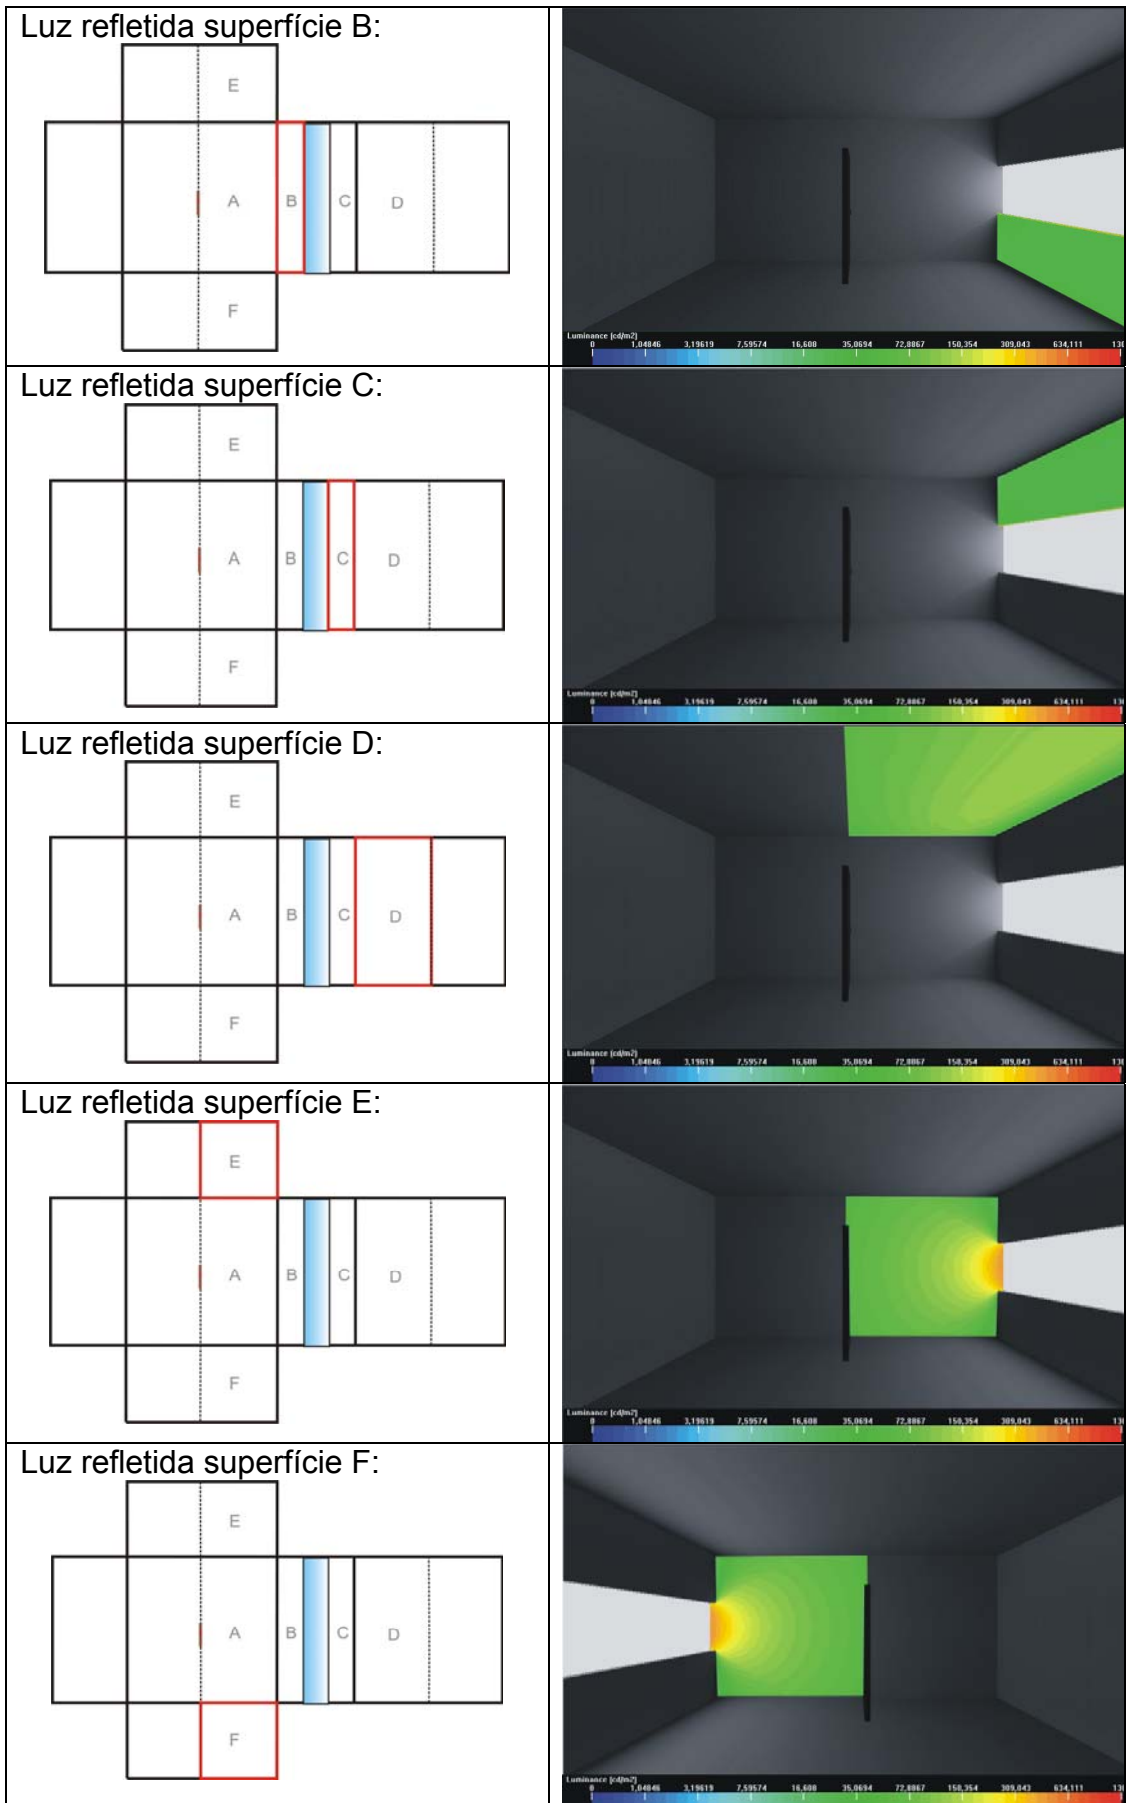 Luz refletida superfície B:
E
A B C D
F
Luminance [cd/m2]
0 1,04846 3,19619 7,59574 16,608 35,0694 72,8867 150,354 309,043 634,111 130
Luz refletida superfície C:
E
A B C D
F
Luminance [cd/m2]
0 1,04846 3,19619 7,59574 16,608 35,0694 72,8867 150,354 309,043 634,111 130
Luz refletida superfície D:
E
A B C D
F
Luminance [cd/m2]
0 1,04846 3,19619 7,59574 16,608 35,0694 72,8867 150,354 309,043 634,111 130
Luz refletida superfície E:
E
A B C D
F
Luminance [cd/m2]
0 1,04846 3,19619 7,59574 16,608 35,0694 72,8867 150,354 309,043 634,111 130
Luz refletida superfície F:
E
A B C D
F
Luminance [cd/m2]
0 1,04846 3,19619 7,59574 16,608 35,0694 72,8867 150,354 309,043 634,111 130